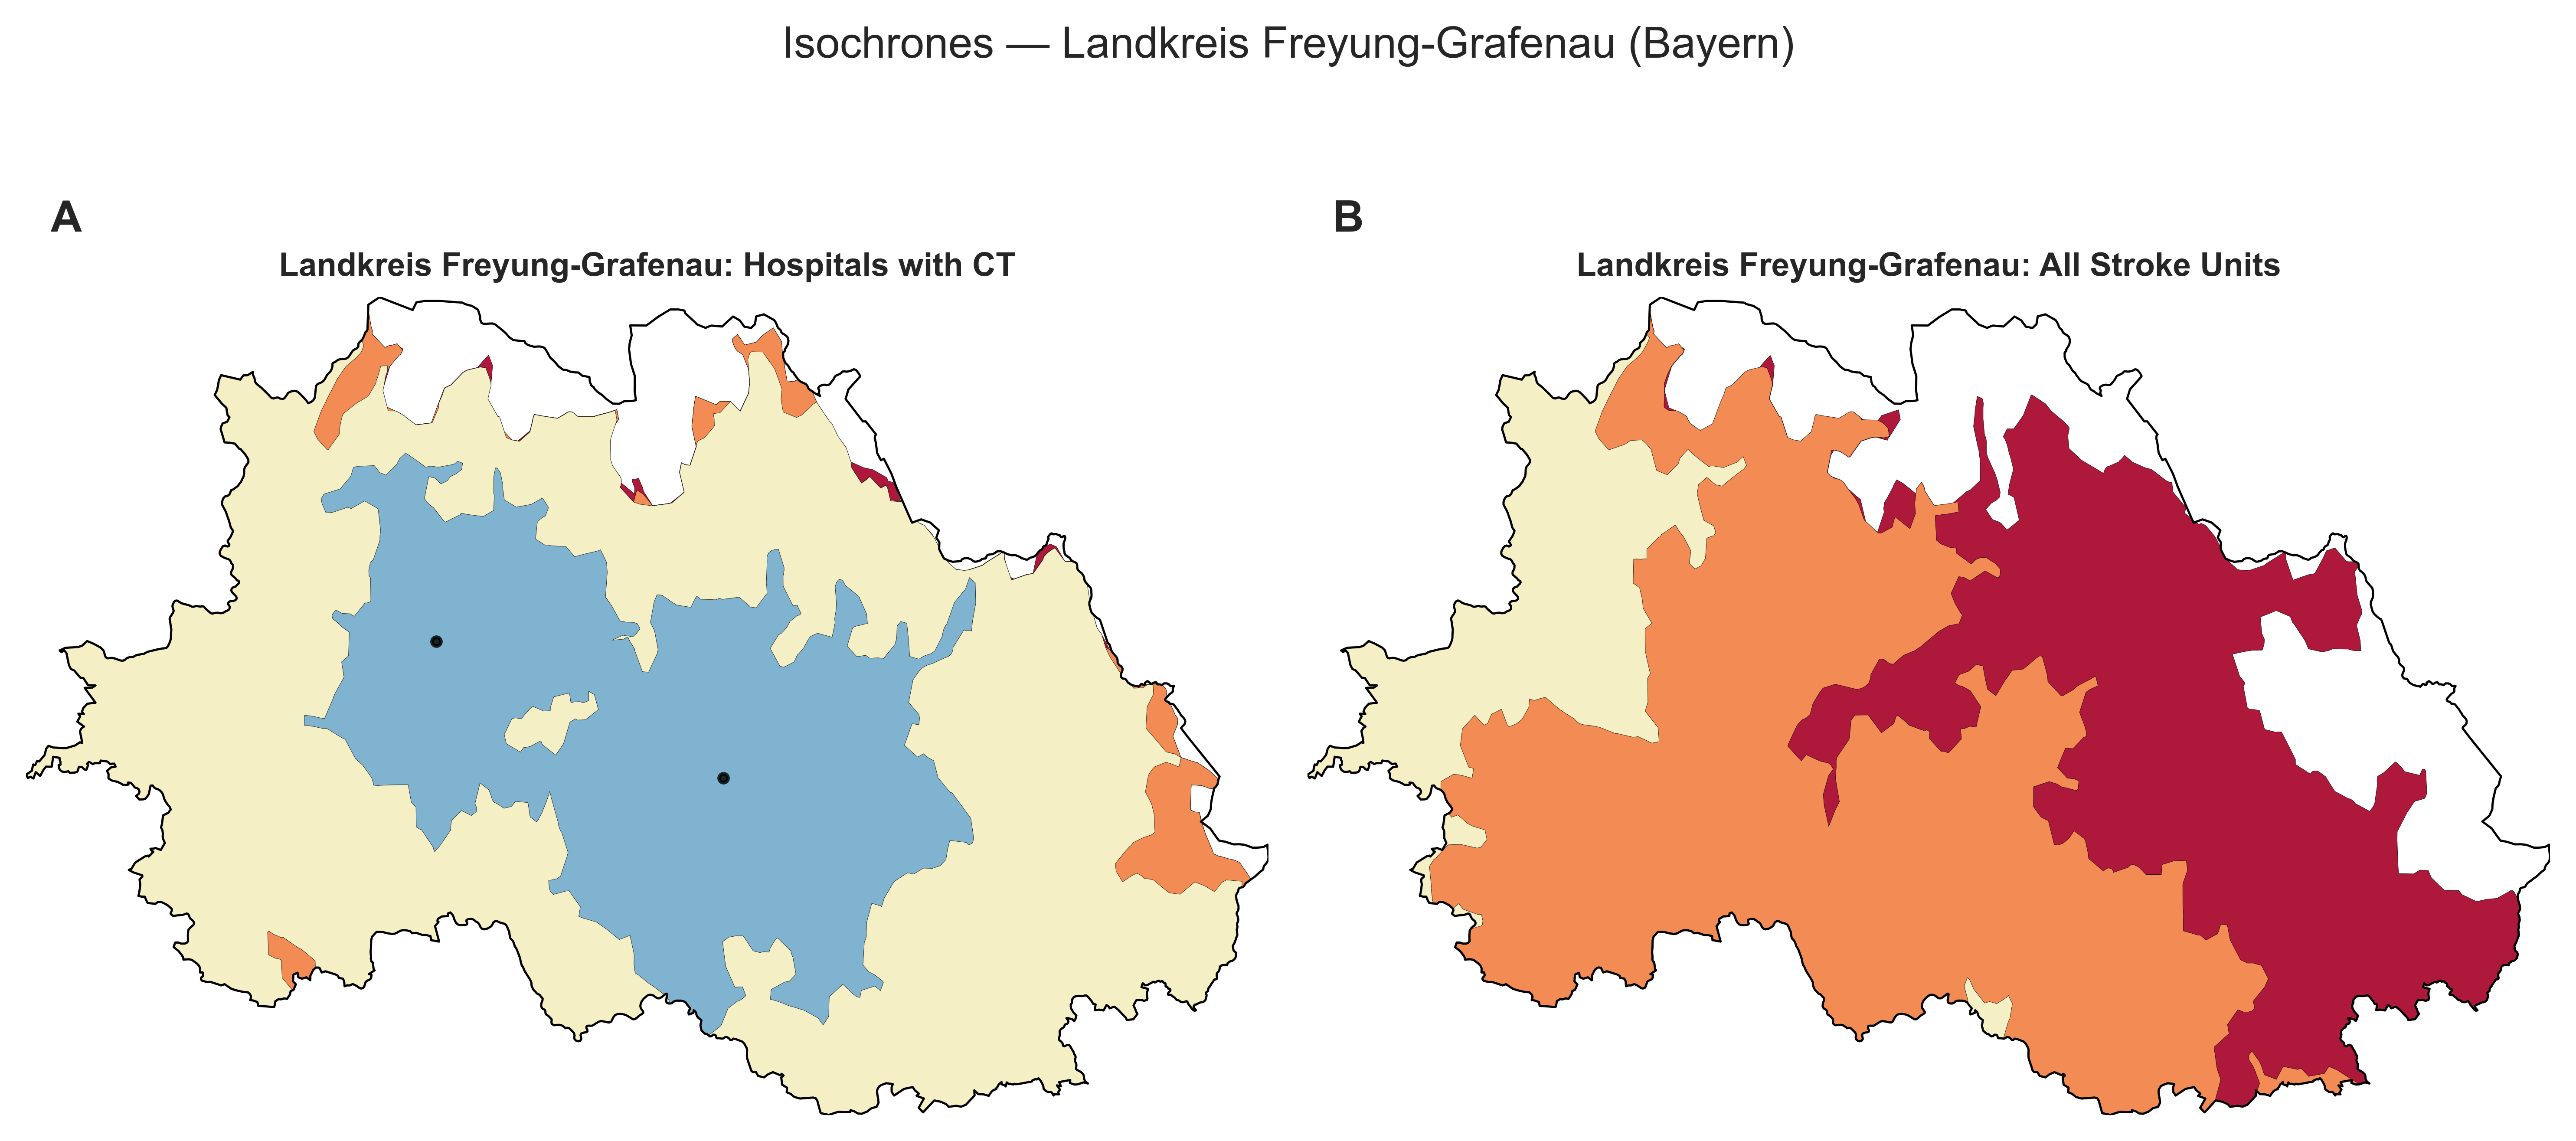 Isochrones — Landkreis Freyung-Grafenau (Bayern)
A
B
Landkreis Freyung-Grafenau: Hospitals with CT
Landkreis Freyung-Grafenau: All Stroke Units